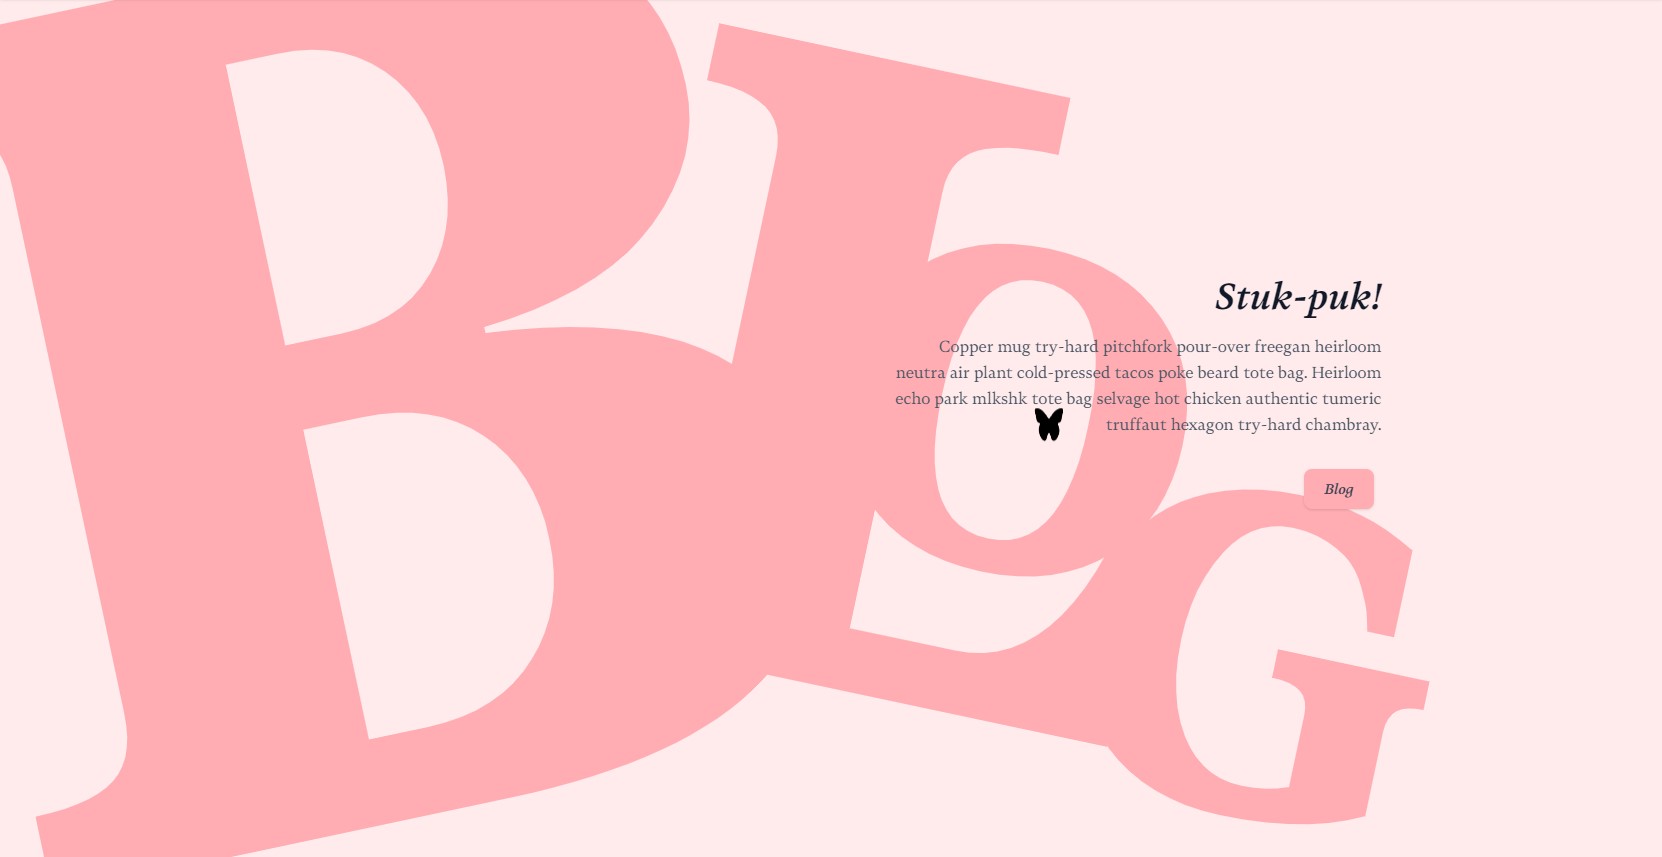 BLOG
Stuk-puk!
Copper mug try-hard pitchfork pour-over freegan heirloom
neutra air plant cold-pressed tacos poke beard tote bag. Heirloom
echo park mlkshk tote bag selvage hot chicken authentic tumeric
truffaut hexagon try-hard chambray.
Blog